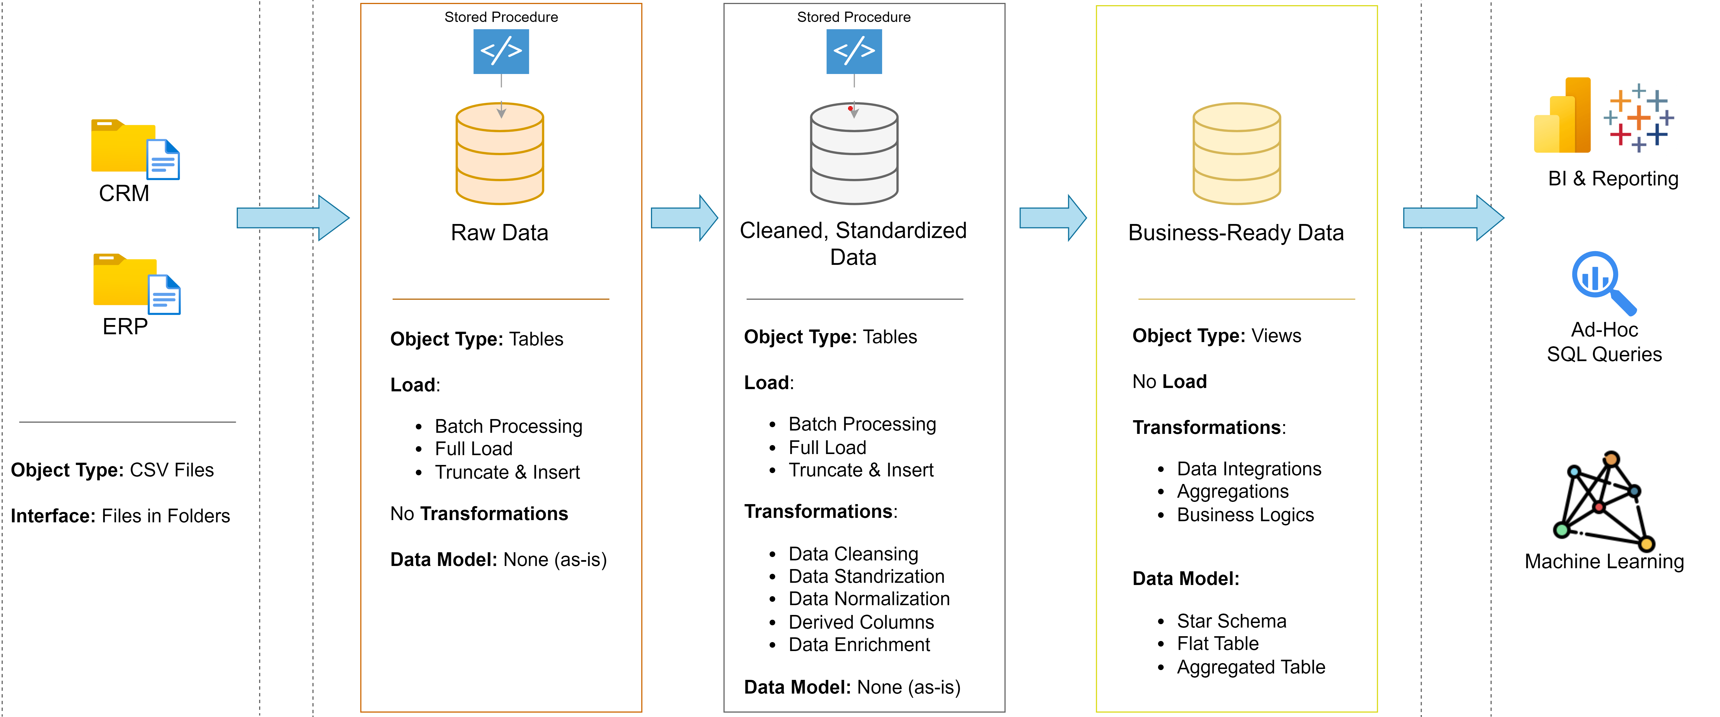 CRM
ERP
Object Type: CSV Files
Interface: Files in Folders
Stored Procedure
</>
Raw Data
Object Type: Tables
Load:
• Batch Processing
• Full Load
• Truncate & Insert
No Transformations
Data Model: None (as-is)
Stored Procedure
</>
Cleaned, Standardized
Data
Object Type: Tables
Load:
• Batch Processing
• Full Load
• Truncate & Insert
Transformations:
• Data Cleansing
• Data Standrization
• Data Normalization
• Derived Columns
• Data Enrichment
Data Model: None (as-is)
Business-Ready Data
Object Type: Views
No Load
Transformations:
• Data Integrations
• Aggregations
• Business Logics
Data Model:
• Star Schema
• Flat Table
• Aggregated Table
BI & Reporting
Ad-Hoc
SQL Queries
Machine Learning